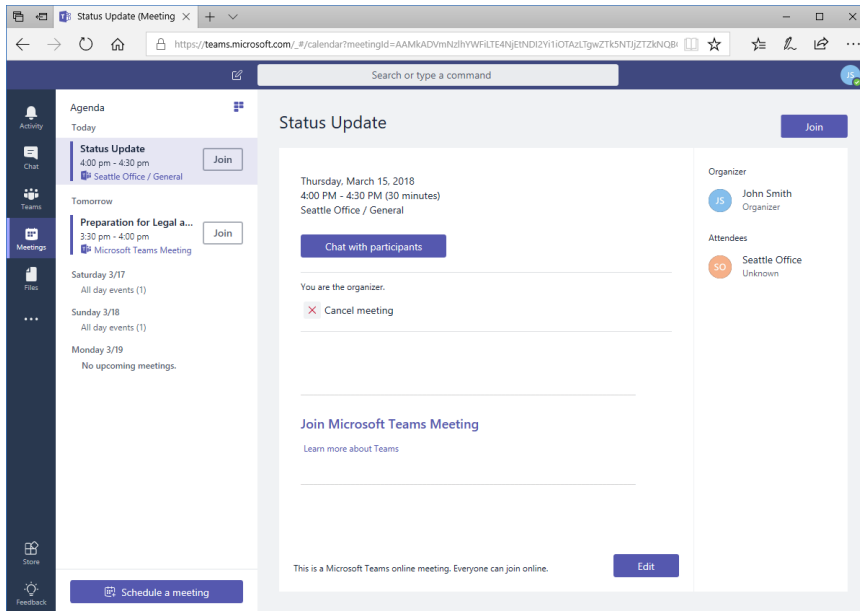 Status Update (Meeting
https://teams.microsoft.com/_#/calendar?meetingId=
Search or type a command
JS
Activity
Chat
Teams
Meetings
Files
Store
Feedback
Agenda
Today
Status Update
4:00 pm - 4:30 pm
Seattle Office / General
Join
Tomorrow
Preparation for Legal a...
3:30 pm - 4:00 pm
Microsoft Teams Meeting
Join
Saturday 3/17
All day events (1)
Sunday 3/18
All day events (1)
Monday 3/19
No upcoming meetings.
Schedule a meeting
Status Update
Join
Thursday, March 15, 2018
4:00 PM - 4:30 PM (30 minutes)
Seattle Office / General
Chat with participants
You are the organizer.
Cancel meeting
Join Microsoft Teams Meeting
Learn more about Teams
This is a Microsoft Teams online meeting. Everyone can join online.
Edit
Organizer
JS
John Smith
Organizer
Attendees
SO
Seattle Office
Unknown